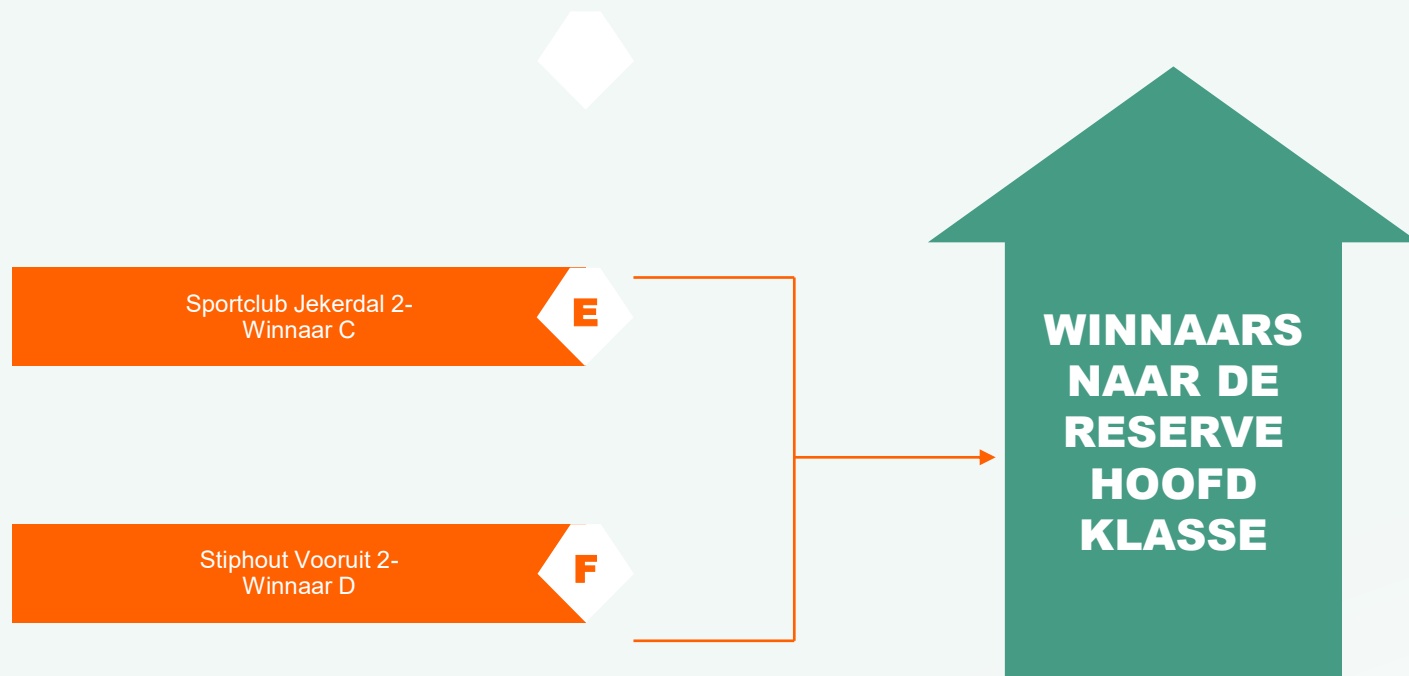 Sportclub Jekerdal 2-
Winnaar C
E
Stiphout Vooruit 2-
Winnaar D
F
WINNAARS
NAAR DE
RESERVE
HOOFD
KLASSE